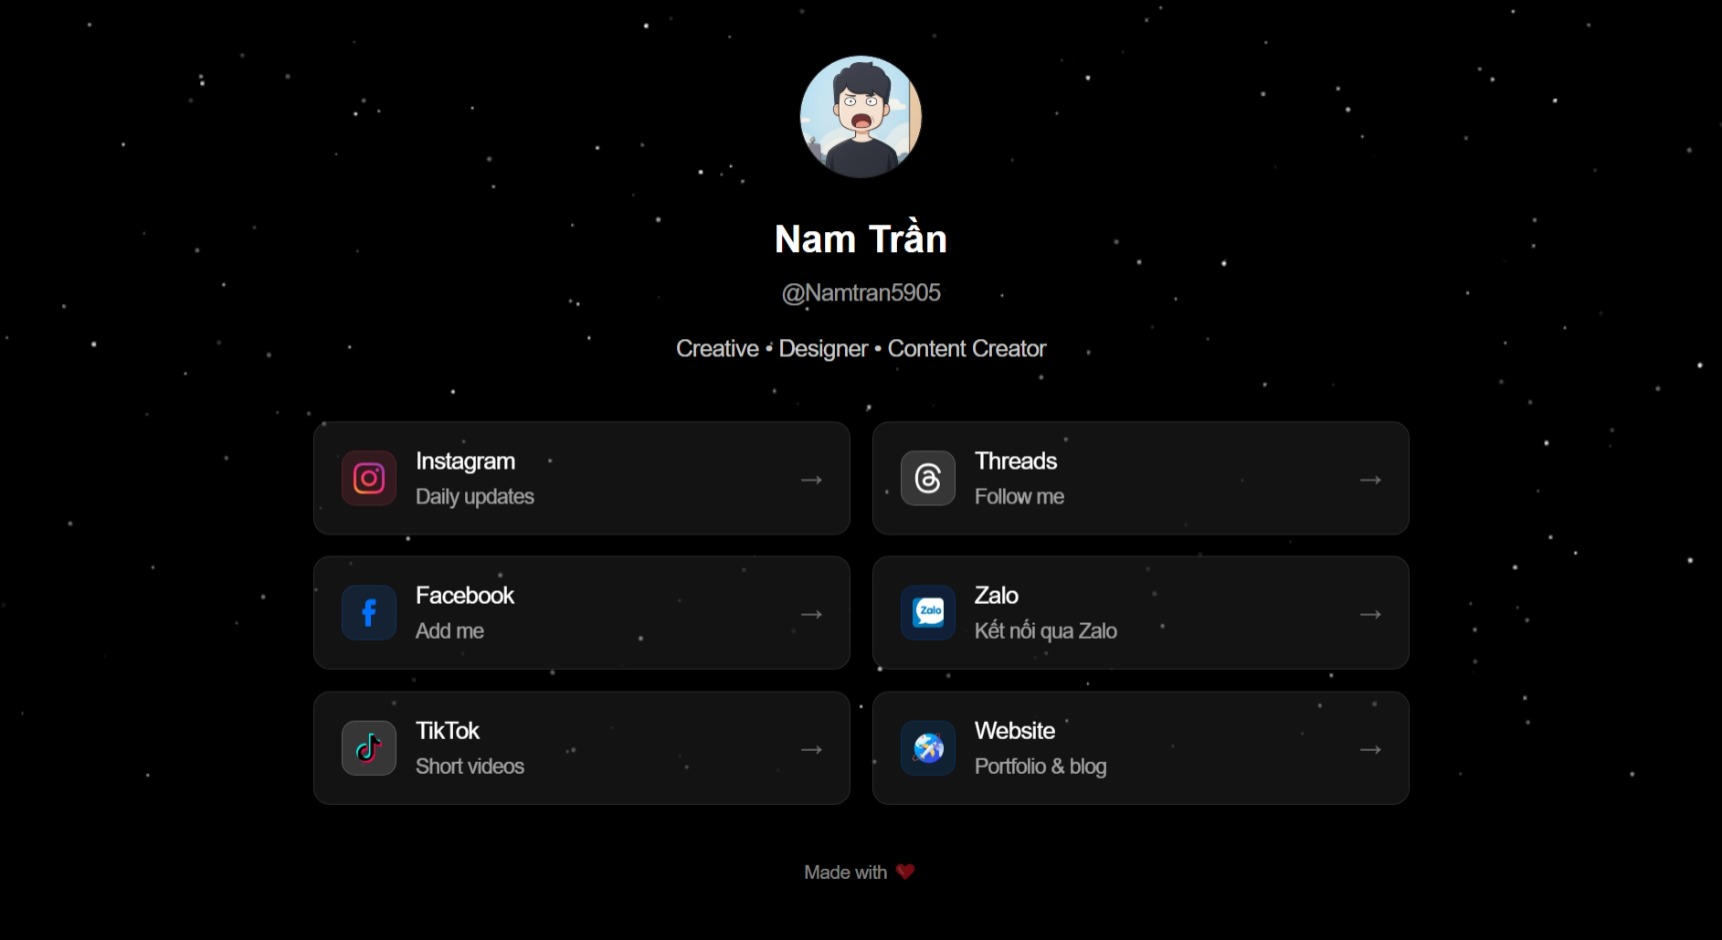 Nam Trần
@Namtran5905
Creative • Designer • Content Creator
Instagram
Daily updates
→
Threads
Follow me
→
Facebook
Add me
→
Zalo
Zalo
Kết nối qua Zalo
→
TikTok
Short videos
→
Website
Portfolio & blog
→
Made with ❤️